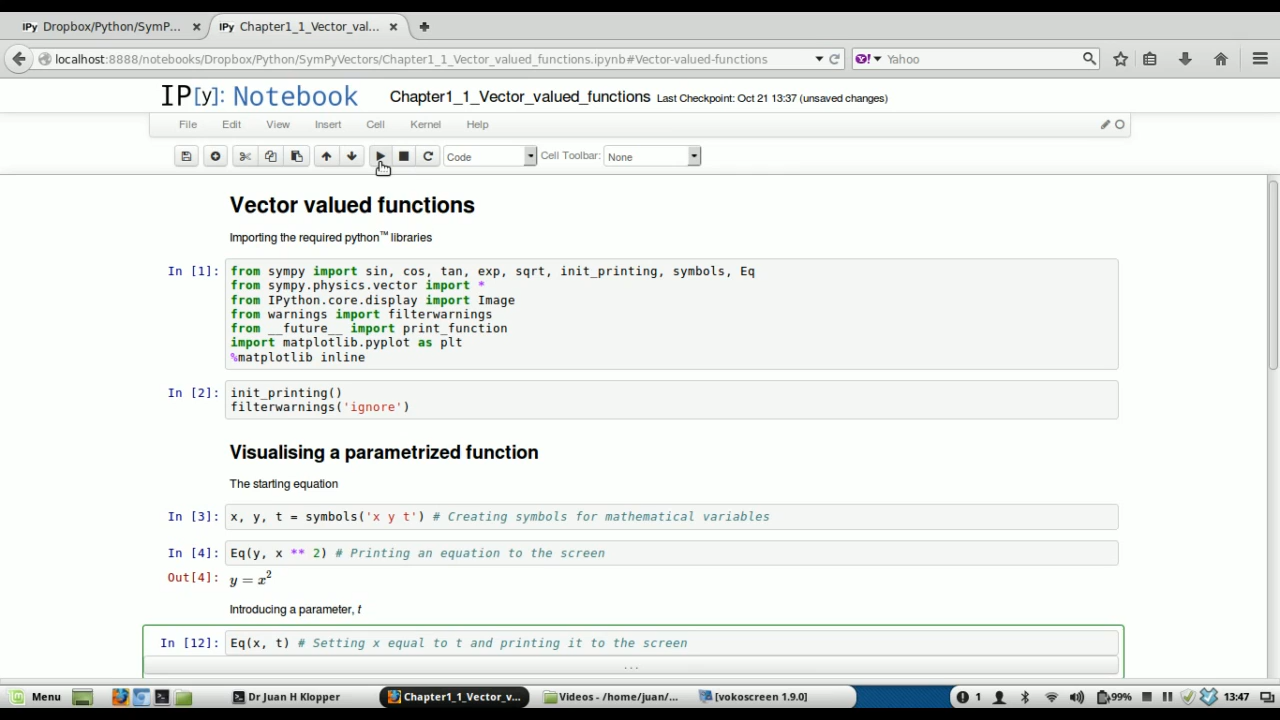 IPy Dropbox/Python/SymP... × IPy Chapter1_1_Vector_val... ×
localhost:8888/notebooks/Dropbox/Python/SymPyVectors/Chapter1_1_Vector_valued_functions.ipynb#Vector-valued-functions Yahoo
IP[y]: Notebook Chapter1_1_Vector_valued_functions Last Checkpoint: Oct 21 13:37 (unsaved changes)
File Edit View Insert Cell Kernel Help
Code Cell Toolbar: None
Vector valued functions
Importing the required python™ libraries
In [1]: from sympy import sin, cos, tan, exp, sqrt, init_printing, symbols, Eq
from sympy.physics.vector import *
from IPython.core.display import Image
from warnings import filterwarnings
from __future__ import print_function
import matplotlib.pyplot as plt
%matplotlib inline
In [2]: init_printing()
filterwarnings('ignore')
Visualising a parametrized function
The starting equation
In [3]: x, y, t = symbols('x y t') # Creating symbols for mathematical variables
In [4]: Eq(y, x ** 2) # Printing an equation to the screen
Out[4]: y = x²
Introducing a parameter, t
In [12]: Eq(x, t) # Setting x equal to t and printing it to the screen
...
Menu Dr Juan H Klopper Chapter1_1_Vector_v... Videos - /home/juan/... [vokoscreen 1.9.0] 1 99% 13:47